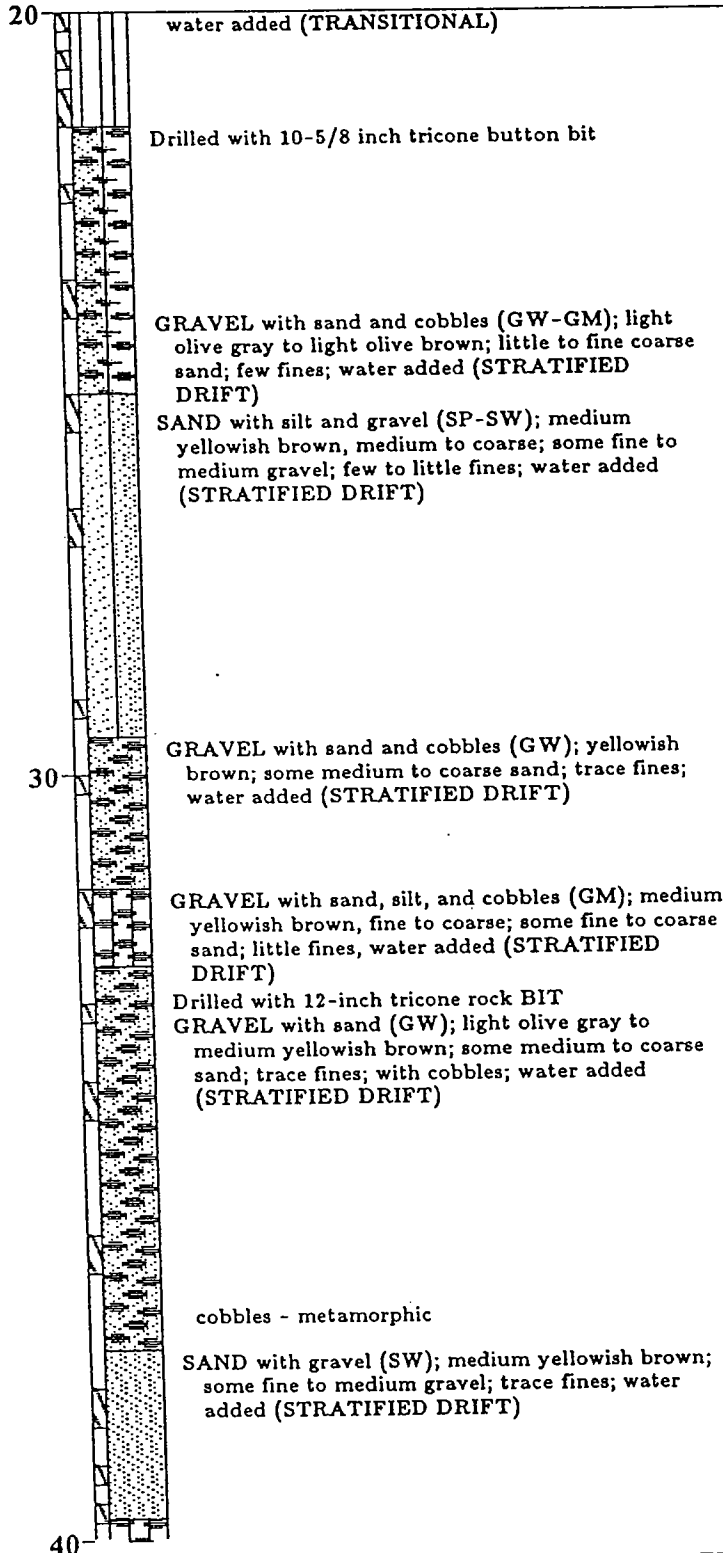 20
water added (TRANSITIONAL)
Drilled with 10-5/8 inch tricone button bit
GRAVEL with sand and cobbles (GW-GM); light
olive gray to light olive brown; little to fine coarse
sand; few fines; water added (STRATIFIED
DRIFT)
SAND with silt and gravel (SP-SW); medium
yellowish brown, medium to coarse; some fine to
medium gravel; few to little fines; water added
(STRATIFIED DRIFT)
GRAVEL with sand and cobbles (GW); yellowish
30
brown; some medium to coarse sand; trace fines;
water added (STRATIFIED DRIFT)
GRAVEL with sand, silt, and cobbles (GM); medium
yellowish brown, fine to coarse; some fine to coarse
sand; little fines, water added (STRATIFIED
DRIFT)
Drilled with 12-inch tricone rock BIT
GRAVEL with sand (GW); light olive gray to
medium yellowish brown; some medium to coarse
sand; trace fines; with cobbles; water added
(STRATIFIED DRIFT)
cobbles - metamorphic
SAND with gravel (SW); medium yellowish brown;
some fine to medium gravel; trace fines; water
added (STRATIFIED DRIFT)
40